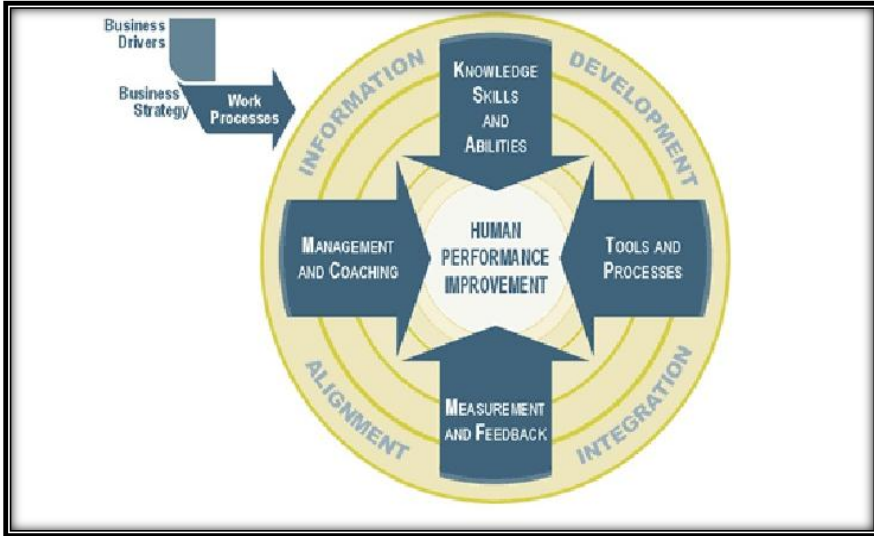 Business
Drivers
Business
Strategy
Work
Processes
INFORMATION
DEVELOPMENT
KNOWLEDGE
SKILLS
AND
ABILITIES
MANAGEMENT
AND COACHING
HUMAN
PERFORMANCE
IMPROVEMENT
TOOLS AND
PROCESSES
MEASUREMENT
AND FEEDBACK
ALIGNMENT
INTEGRATION